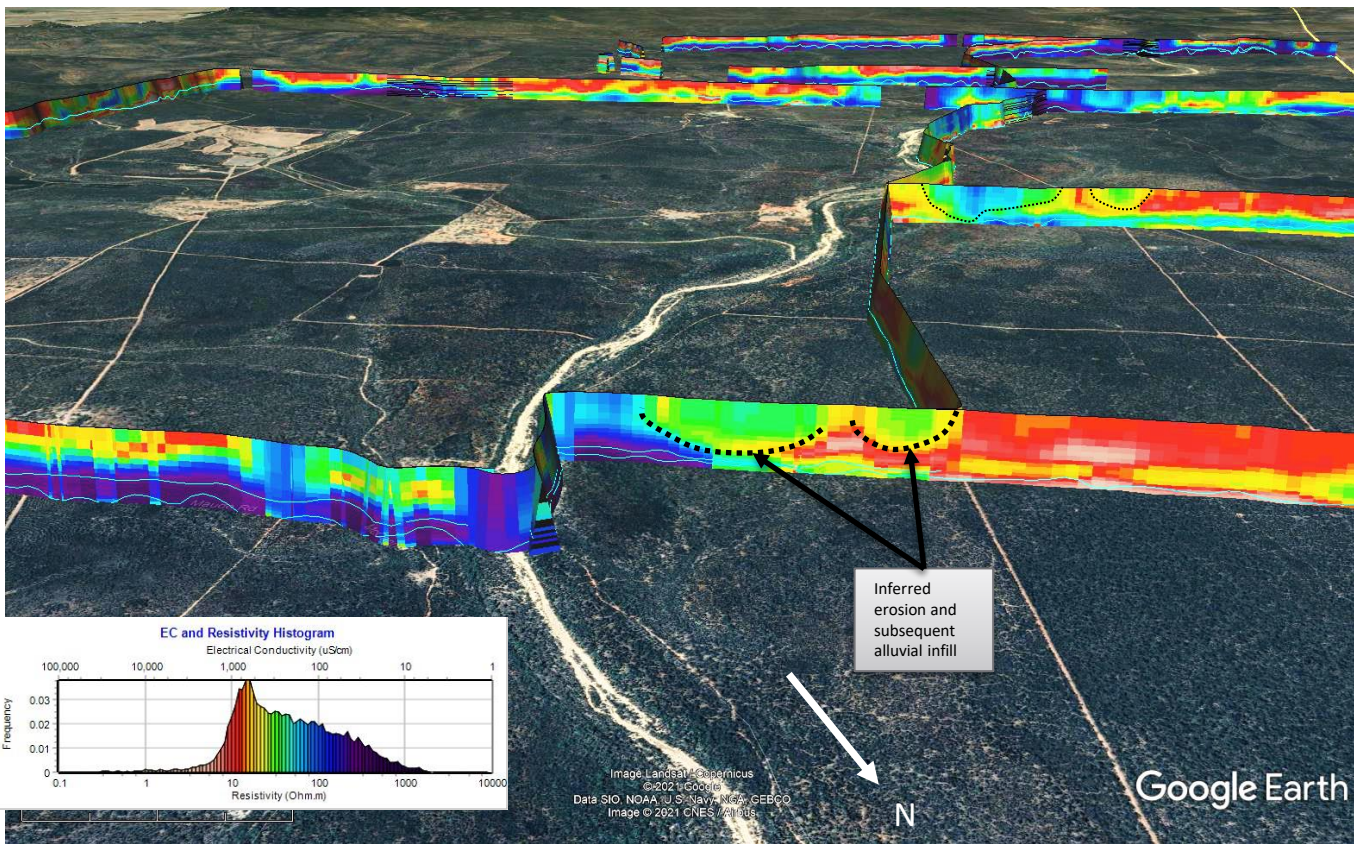 Inferred
erosion and
subsequent
alluvial infill
EC and Resistivity Histogram
Electrical Conductivity (uS/cm)
100,000 10,000 1,000 100 10 1
Frequency
0.03
0.02
0.01
0
0.1 1 10 100 1000 10000
Resistivity (Ohm.m)
Image Landsat / Copernicus
© 2021 Google
Data SIO, NOAA, U.S. Navy, NGA, GEBCO
Image © 2021 CNES / Airbus
N
Google Earth